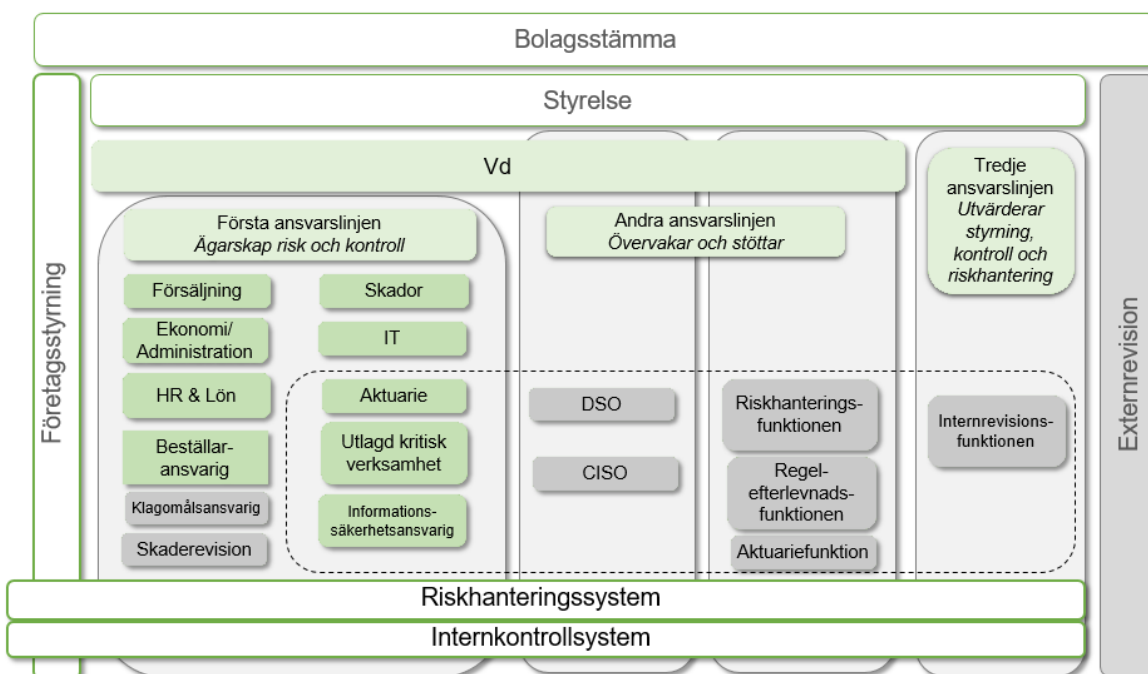 Bolagsstämma
Företagsstyrning
Styrelse
Vd
Första ansvarslinjen
Ägarskap risk och kontroll
Försäljning
Skador
Ekonomi/
Administration
IT
HR & Lön
Aktuarie
Beställar-
ansvarig
Utlagd kritisk
verksamhet
Klagomålsansvarig
Informations-
säkerhetsansvarig
Skaderevision
Andra ansvarslinjen
Övervakar och stöttar
DSO
CISO
Riskhanterings-
funktionen
Regel-
efterlevnads-
funktionen
Aktuariefunktion
Tredje
ansvarslinjen
Utvärderar
styrning,
kontroll och
riskhantering
Internrevisions-
funktionen
Externrevision
Riskhanteringssystem
Internkontrollsystem